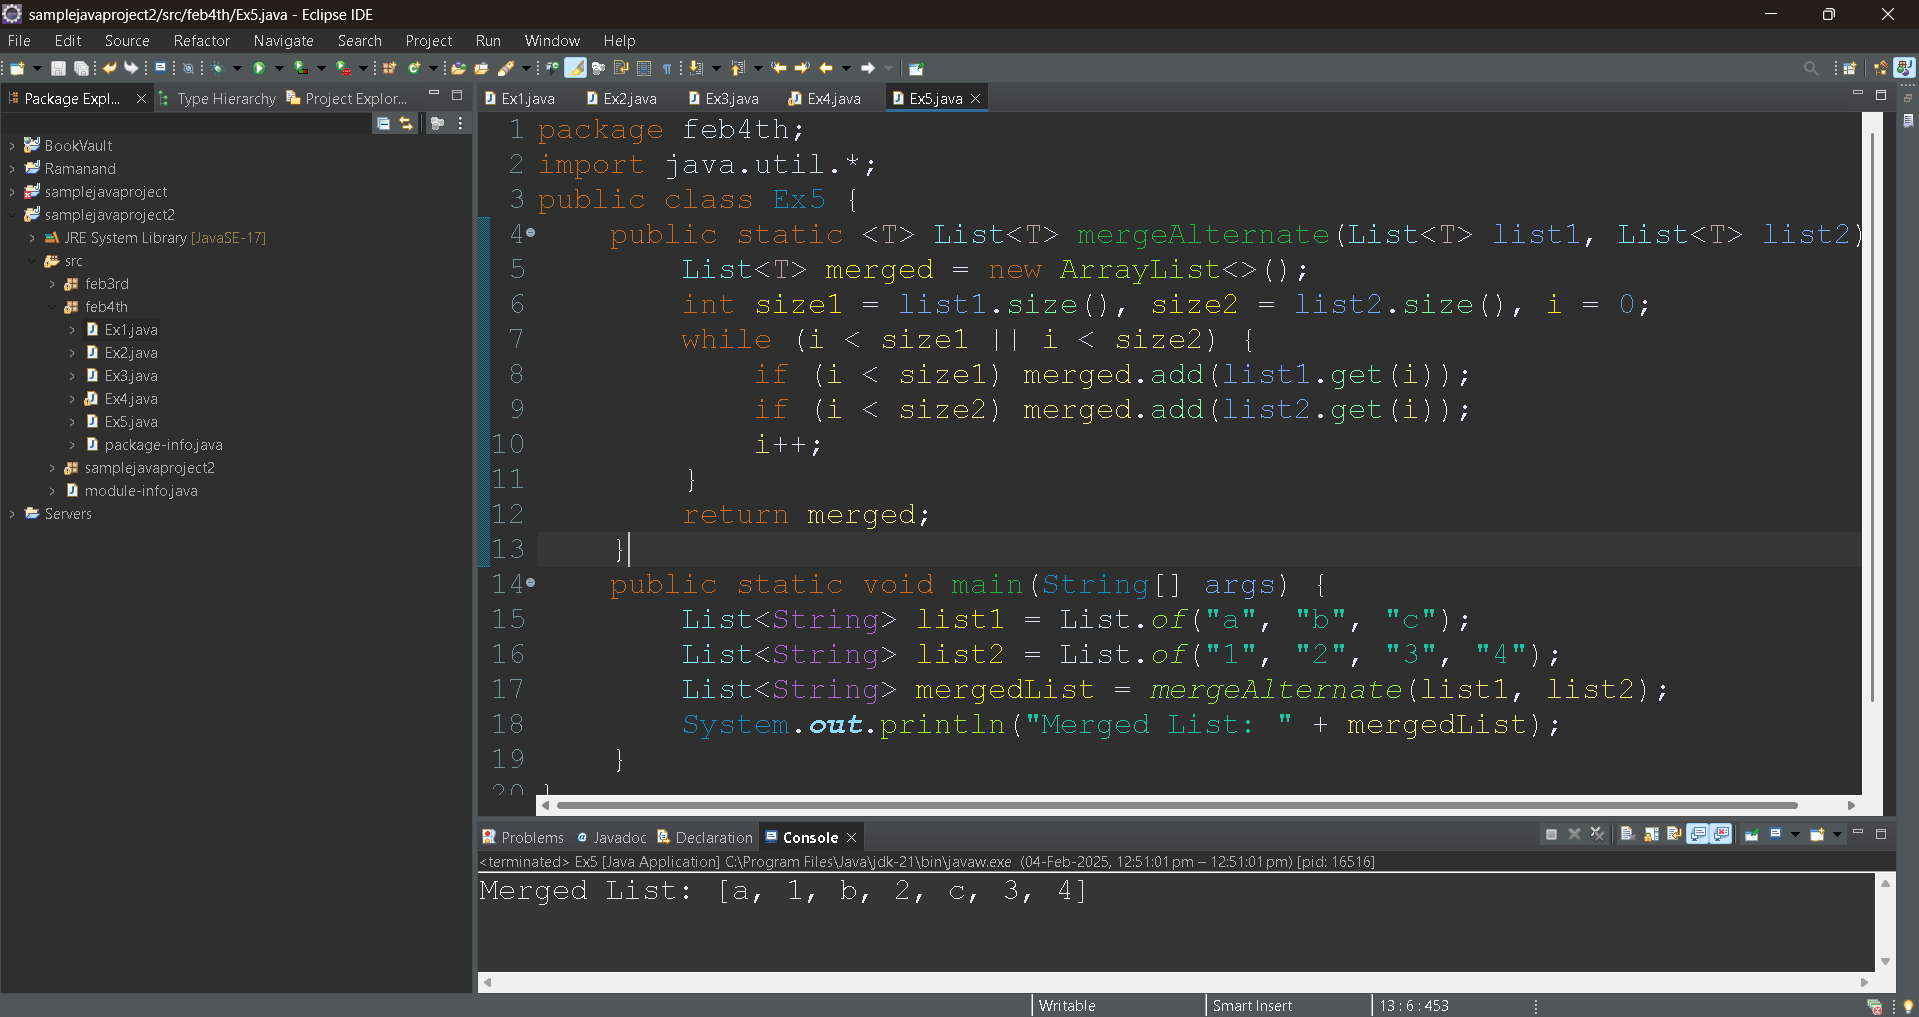 samplejavaproject2/src/feb4th/Ex5.java - Eclipse IDE
File Edit Source Refactor Navigate Search Project Run Window Help
Package Expl... Type Hierarchy Project Explor...
BookVault
Ramanand
samplejavaproject
samplejavaproject2
JRE System Library [JavaSE-17]
src
feb3rd
feb4th
Ex1.java
Ex2.java
Ex3.java
Ex4.java
Ex5.java
package-info.java
samplejavaproject2
module-info.java
Servers
Ex1.java Ex2.java Ex3.java Ex4.java Ex5.java
1 package feb4th;
2 import java.util.*;
3 public class Ex5 {
4 public static <T> List<T> mergeAlternate(List<T> list1, List<T> list2)
5 List<T> merged = new ArrayList<>();
6 int size1 = list1.size(), size2 = list2.size(), i = 0;
7 while (i < size1 || i < size2) {
8 if (i < size1) merged.add(list1.get(i));
9 if (i < size2) merged.add(list2.get(i));
10 i++;
11 }
12 return merged;
13 }
14 public static void main(String[] args) {
15 List<String> list1 = List.of("a", "b", "c");
16 List<String> list2 = List.of("1", "2", "3", "4");
17 List<String> mergedList = mergeAlternate(list1, list2);
18 System.out.println("Merged List: " + mergedList);
19 }
20 }
Problems Javadoc Declaration Console
<terminated> Ex5 [Java Application] C:\Program Files\Java\jdk-21\bin\javaw.exe (04-Feb-2025, 12:51:01 pm – 12:51:01 pm) [pid: 16516]
Merged List: [a, 1, b, 2, c, 3, 4]
Writable Smart Insert 13 : 6 : 453